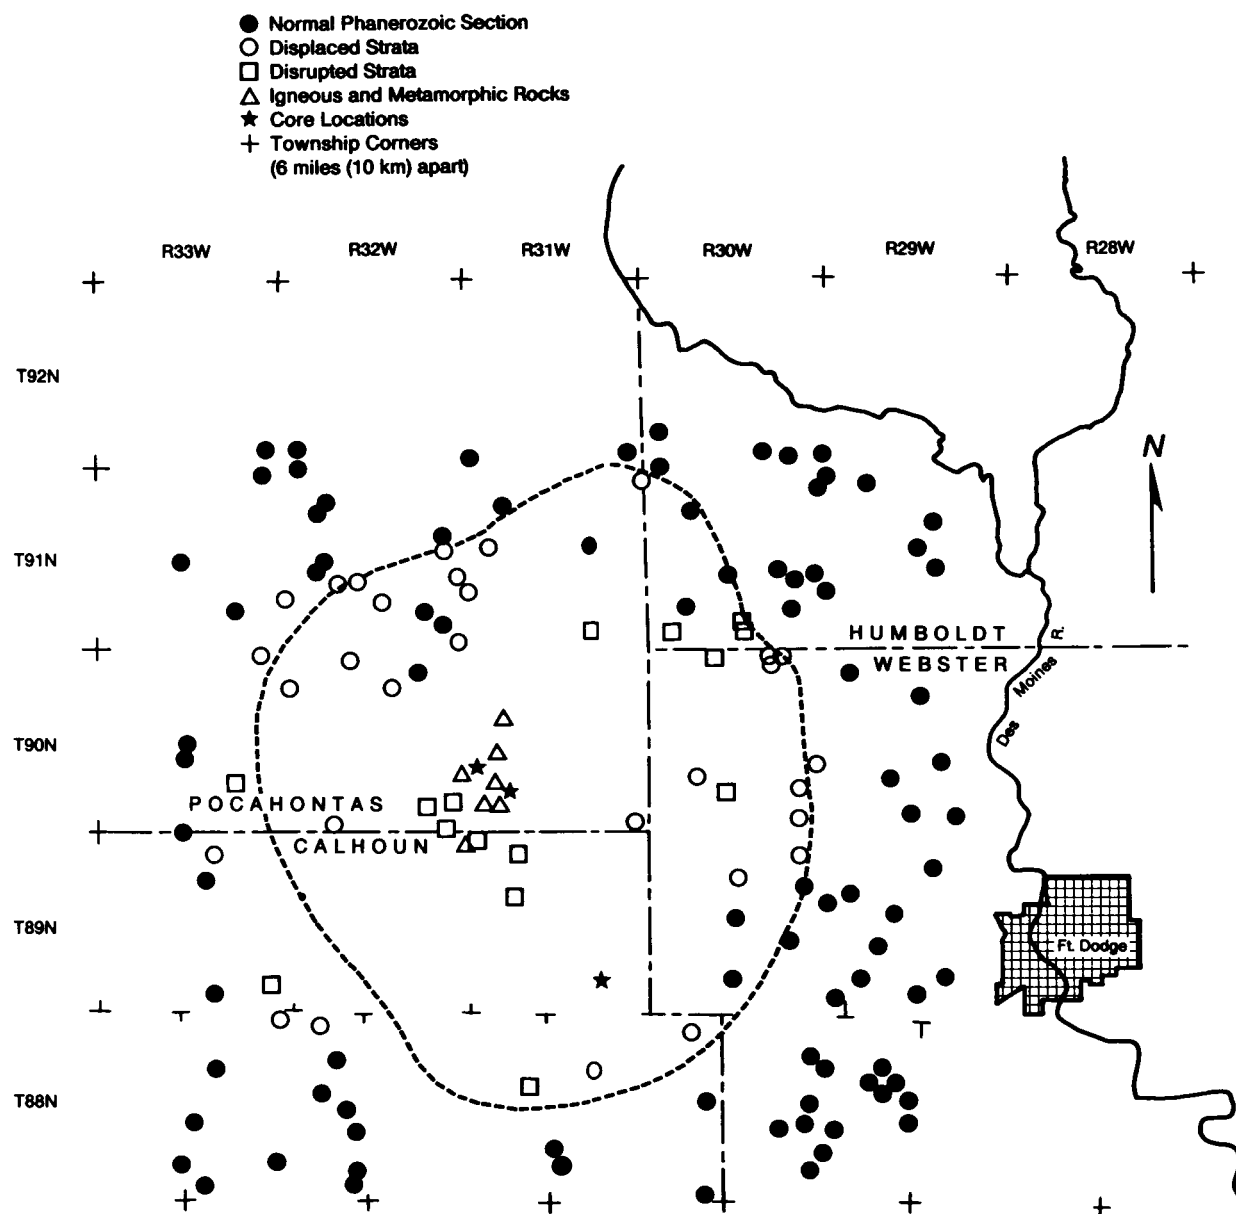 Normal Phanerozoic Section
Displaced Strata
Disrupted Strata
Igneous and Metamorphic Rocks
Core Locations
Township Corners
(6 miles (10 km) apart)
R33W R32W R31W R30W R29W R28W
T92N
N
T91N
HUMBOLDT
WEBSTER
Des Moines R.
T90N
POCAHONTAS
CALHOUN
T89N
Ft. Dodge
T88N